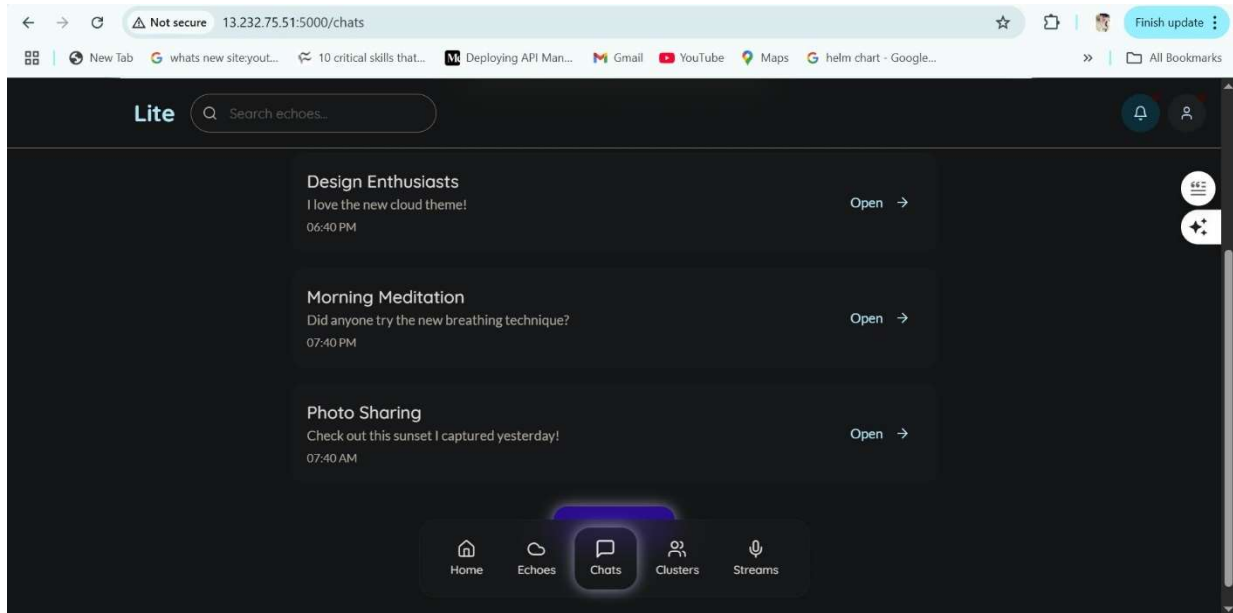 Not secure 13.232.75.51:5000/chats Finish update
New Tab whats new site:yout... 10 critical skills that... Deploying API Man... Gmail YouTube Maps helm chart - Google... » All Bookmarks
Lite Search echoes...
Design Enthusiasts
I love the new cloud theme!
06:40 PM
Open →
Morning Meditation
Did anyone try the new breathing technique?
07:40 PM
Open →
Photo Sharing
Check out this sunset I captured yesterday!
07:40 AM
Open →
Home Echoes Chats Clusters Streams